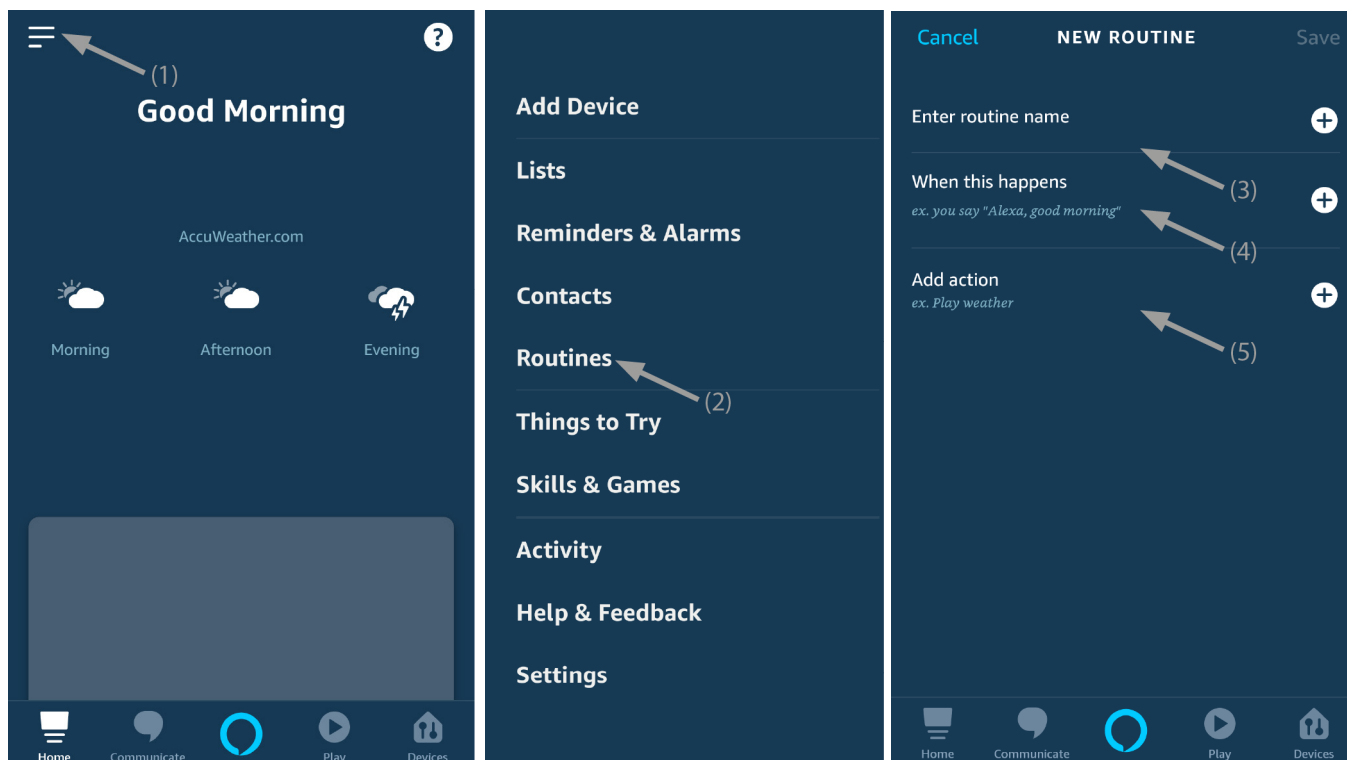 ?
(1)
Good Morning
AccuWeather.com
Morning Afternoon Evening
Home Communicate Play Devices
Add Device
Lists
Reminders & Alarms
Contacts
Routines
(2)
Things to Try
Skills & Games
Activity
Help & Feedback
Settings
Cancel NEW ROUTINE Save
Enter routine name
(3)
When this happens
ex. you say "Alexa, good morning"
(4)
Add action
ex. Play weather
(5)
Home Communicate Play Devices